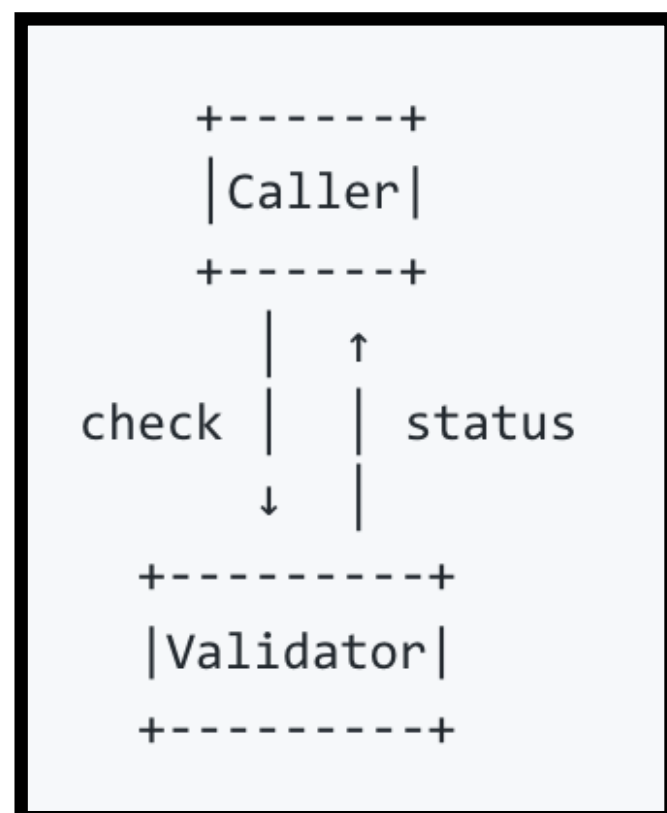 +------+
|Caller|
+------+
| ↑
check | | status
↓ |
+---------+
|Validator|
+---------+